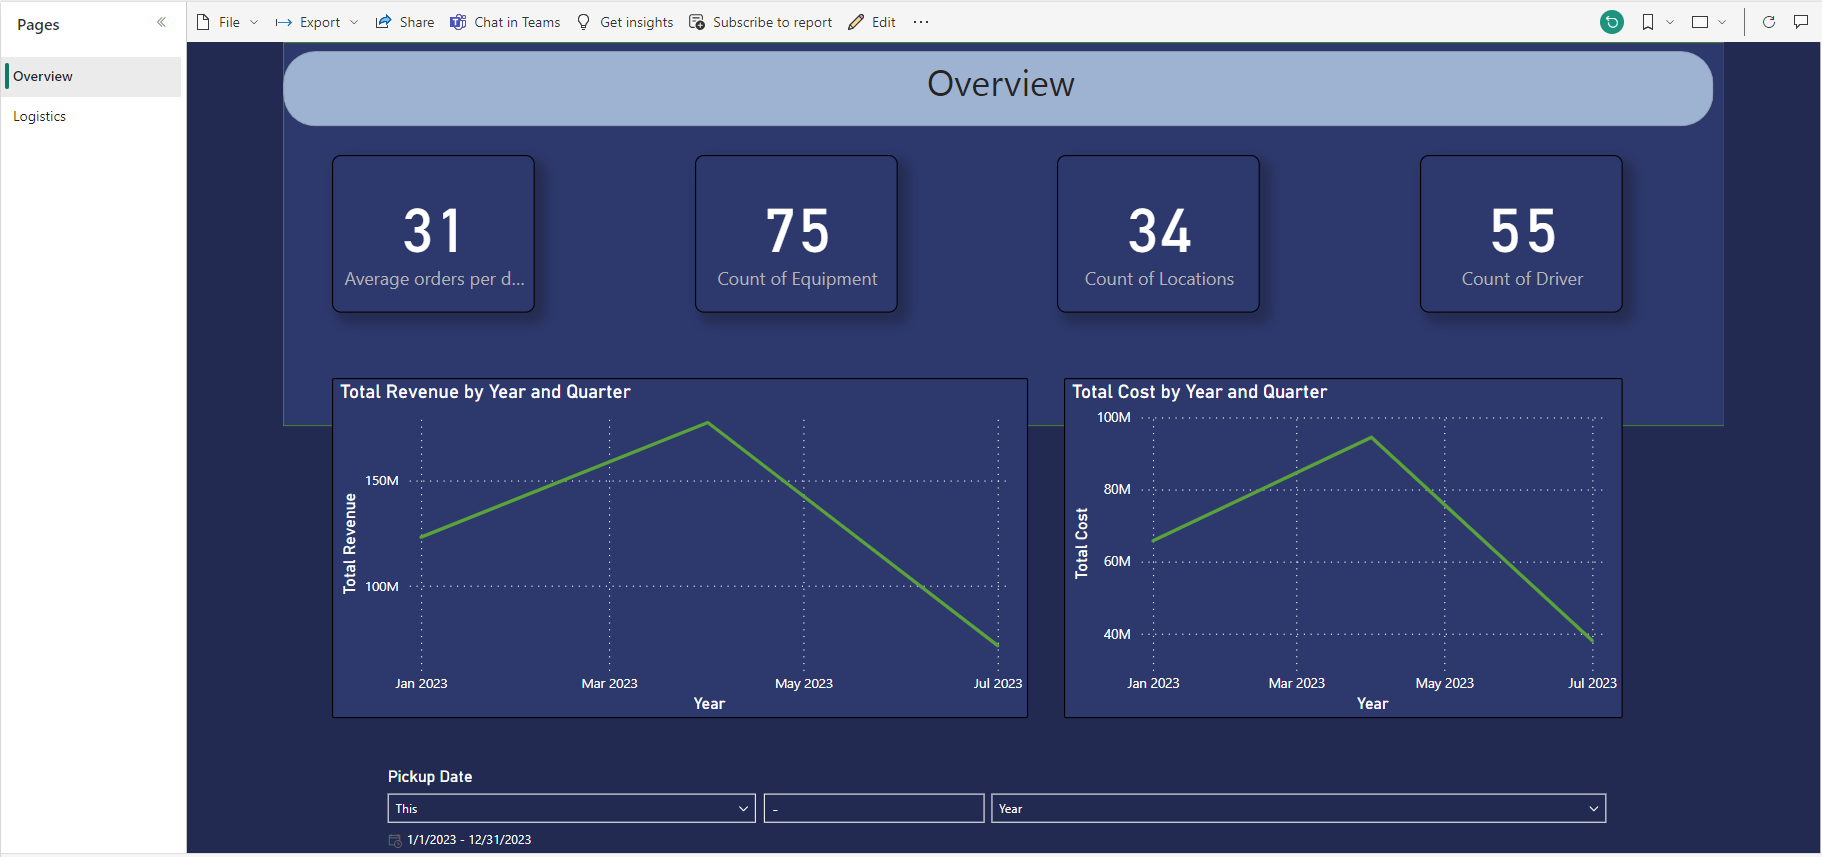 Pages
File
Export
Share
Chat in Teams
Get insights
Subscribe to report
Edit
Overview
Logistics
Overview
31
Average orders per d...
75
Count of Equipment
34
Count of Locations
55
Count of Driver
Total Revenue by Year and Quarter
Total Revenue
150M
100M
Jan 2023
Mar 2023
May 2023
Jul 2023
Year
Total Cost by Year and Quarter
Total Cost
100M
80M
60M
40M
Jan 2023
Mar 2023
May 2023
Jul 2023
Year
Pickup Date
This
-
Year
1/1/2023 - 12/31/2023